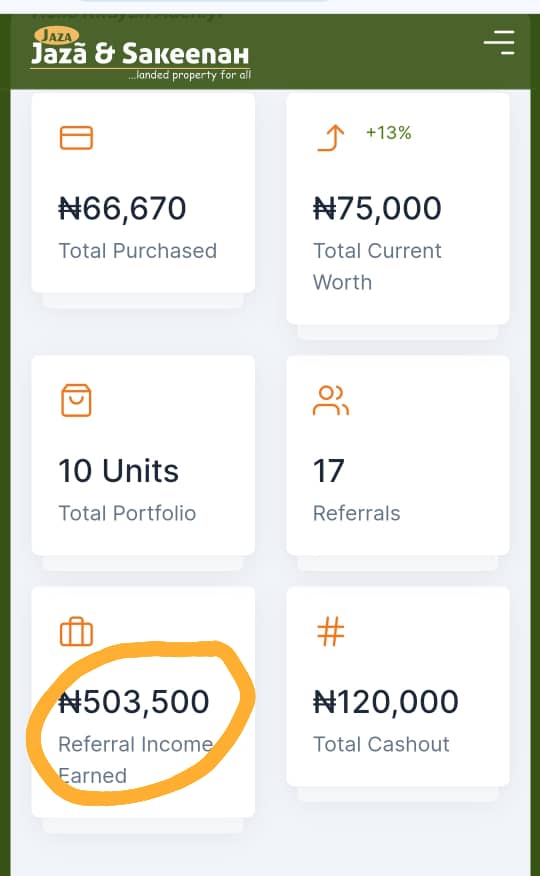 JAZA
Jazã & Sakeenah
...landed property for all
+13%
₦66,670
Total Purchased
₦75,000
Total Current
Worth
10 Units
Total Portfolio
17
Referrals
₦503,500
Referral Income
Earned
₦120,000
Total Cashout